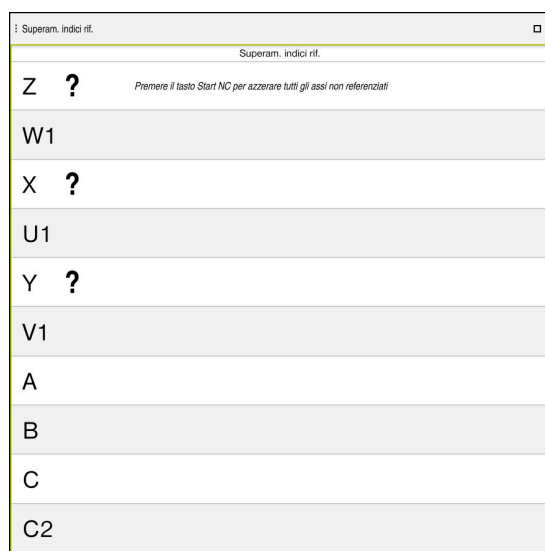 Superam. indici rif.
Superam. indici rif.
Z ? Premere il tasto Start NC per azzerare tutti gli assi non referenziati
W1
X ?
U1
Y ?
V1
A
B
C
C2